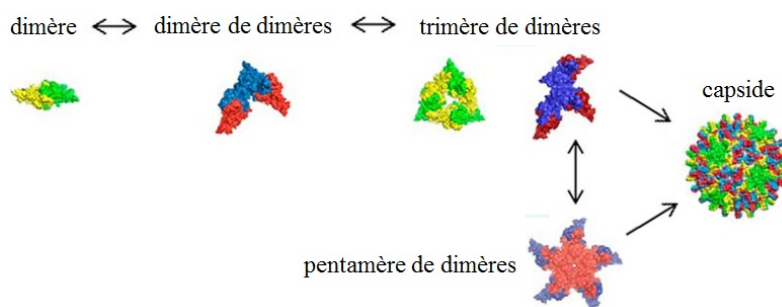 dimère
dimère de dimères
trimère de dimères
capside
pentamère de dimères